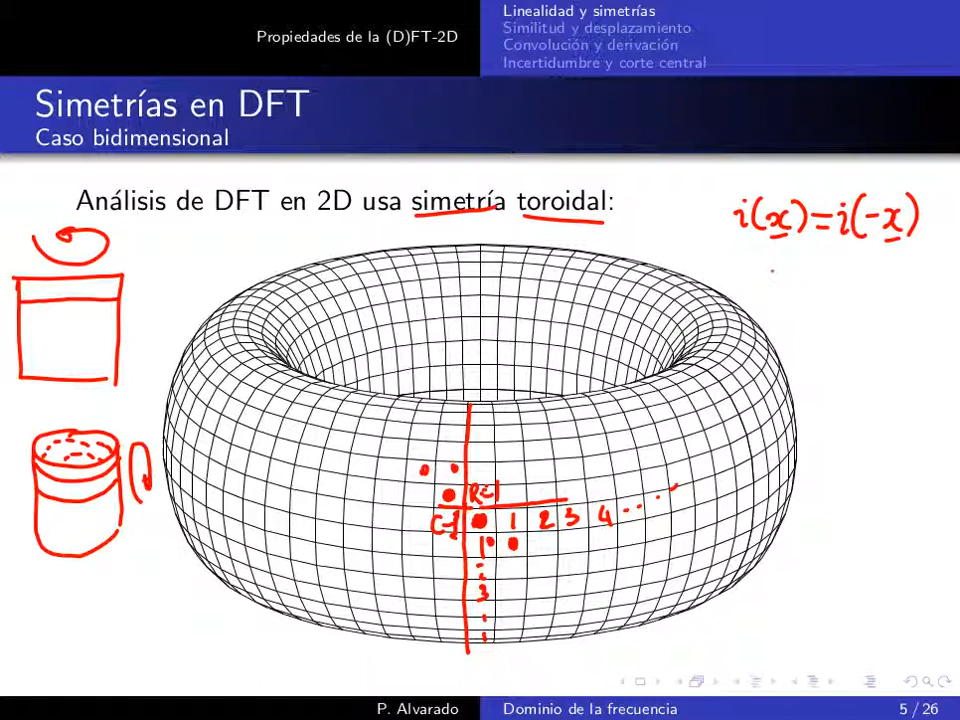 Propiedades de la (D)FT-2D
Linealidad y simetrías
Similitud y desplazamiento
Convolución y derivación
Incertidumbre y corte central
Simetrías en DFT
Caso bidimensional
Análisis de DFT en 2D usa simetría toroidal:
i(x)=i(-x)
R-1
C-1 1 2 3 4
1
3
P. Alvarado
Dominio de la frecuencia
5 / 26